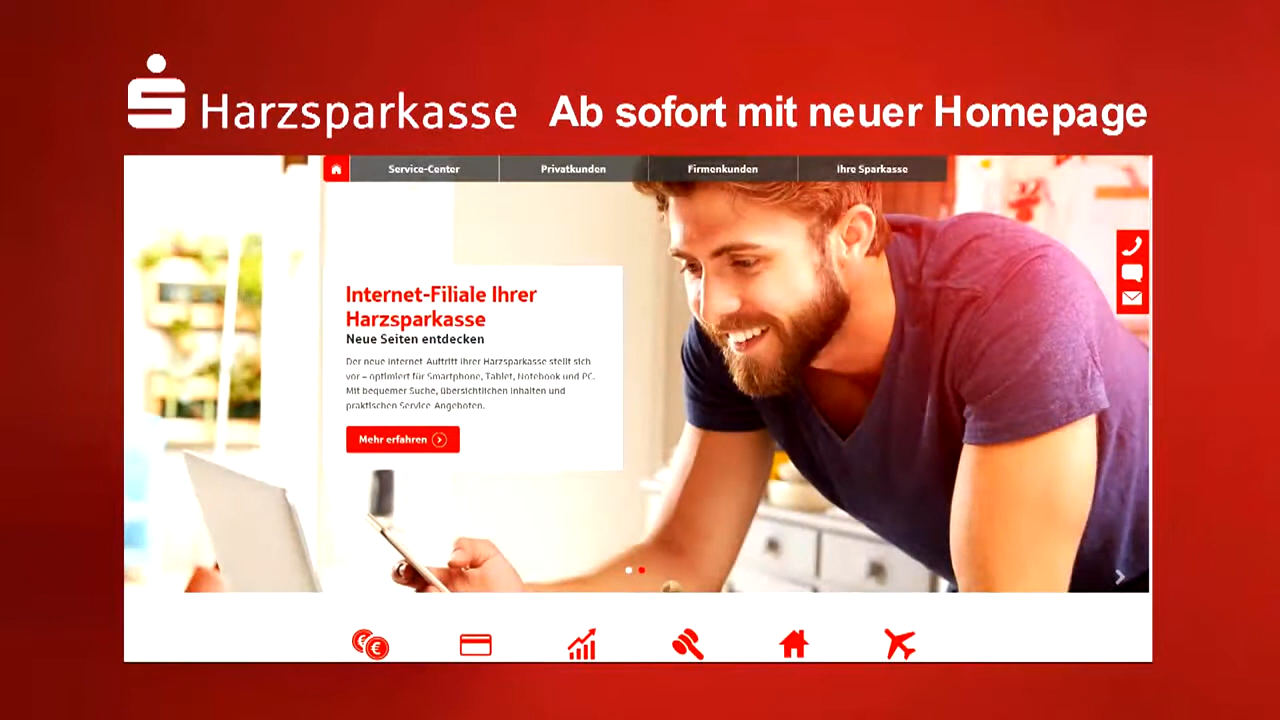 Harzsparkasse Ab sofort mit neuer Homepage
Service-Center Privatkunden Firmenkunden Ihre Sparkasse
Internet-Filiale Ihrer
Harzsparkasse
Neue Seiten entdecken
Der neue Internet-Auftritt Ihrer Harzsparkasse stellt sich
vor – optimiert für Smartphone, Tablet, Notebook und PC.
Mit bequemer Suche, übersichtlichen Inhalten und
praktischen Service-Angeboten.
Mehr erfahren